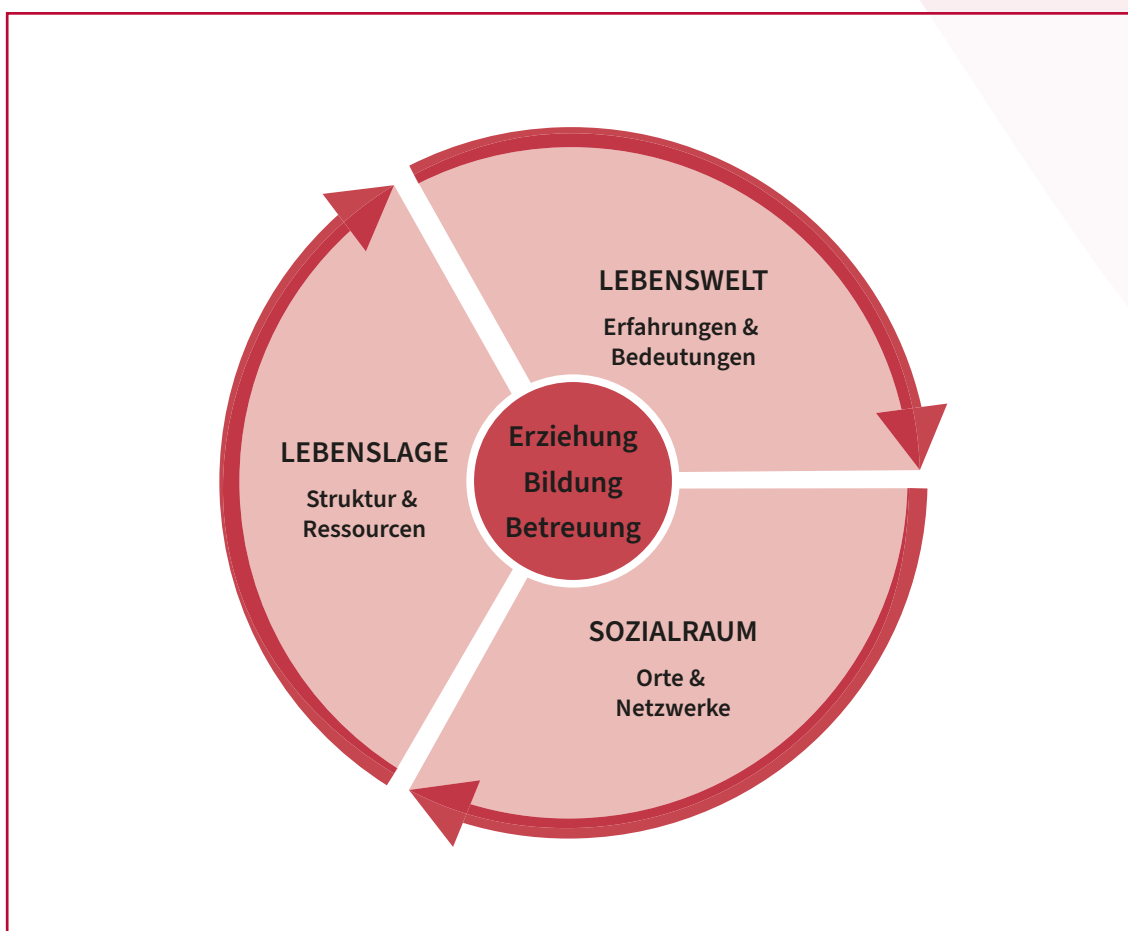 LEBENSWELT
Erfahrungen &
Bedeutungen
LEBENSLAGE
Struktur &
Ressourcen
Erziehung
Bildung
Betreuung
SOZIALRAUM
Orte &
Netzwerke